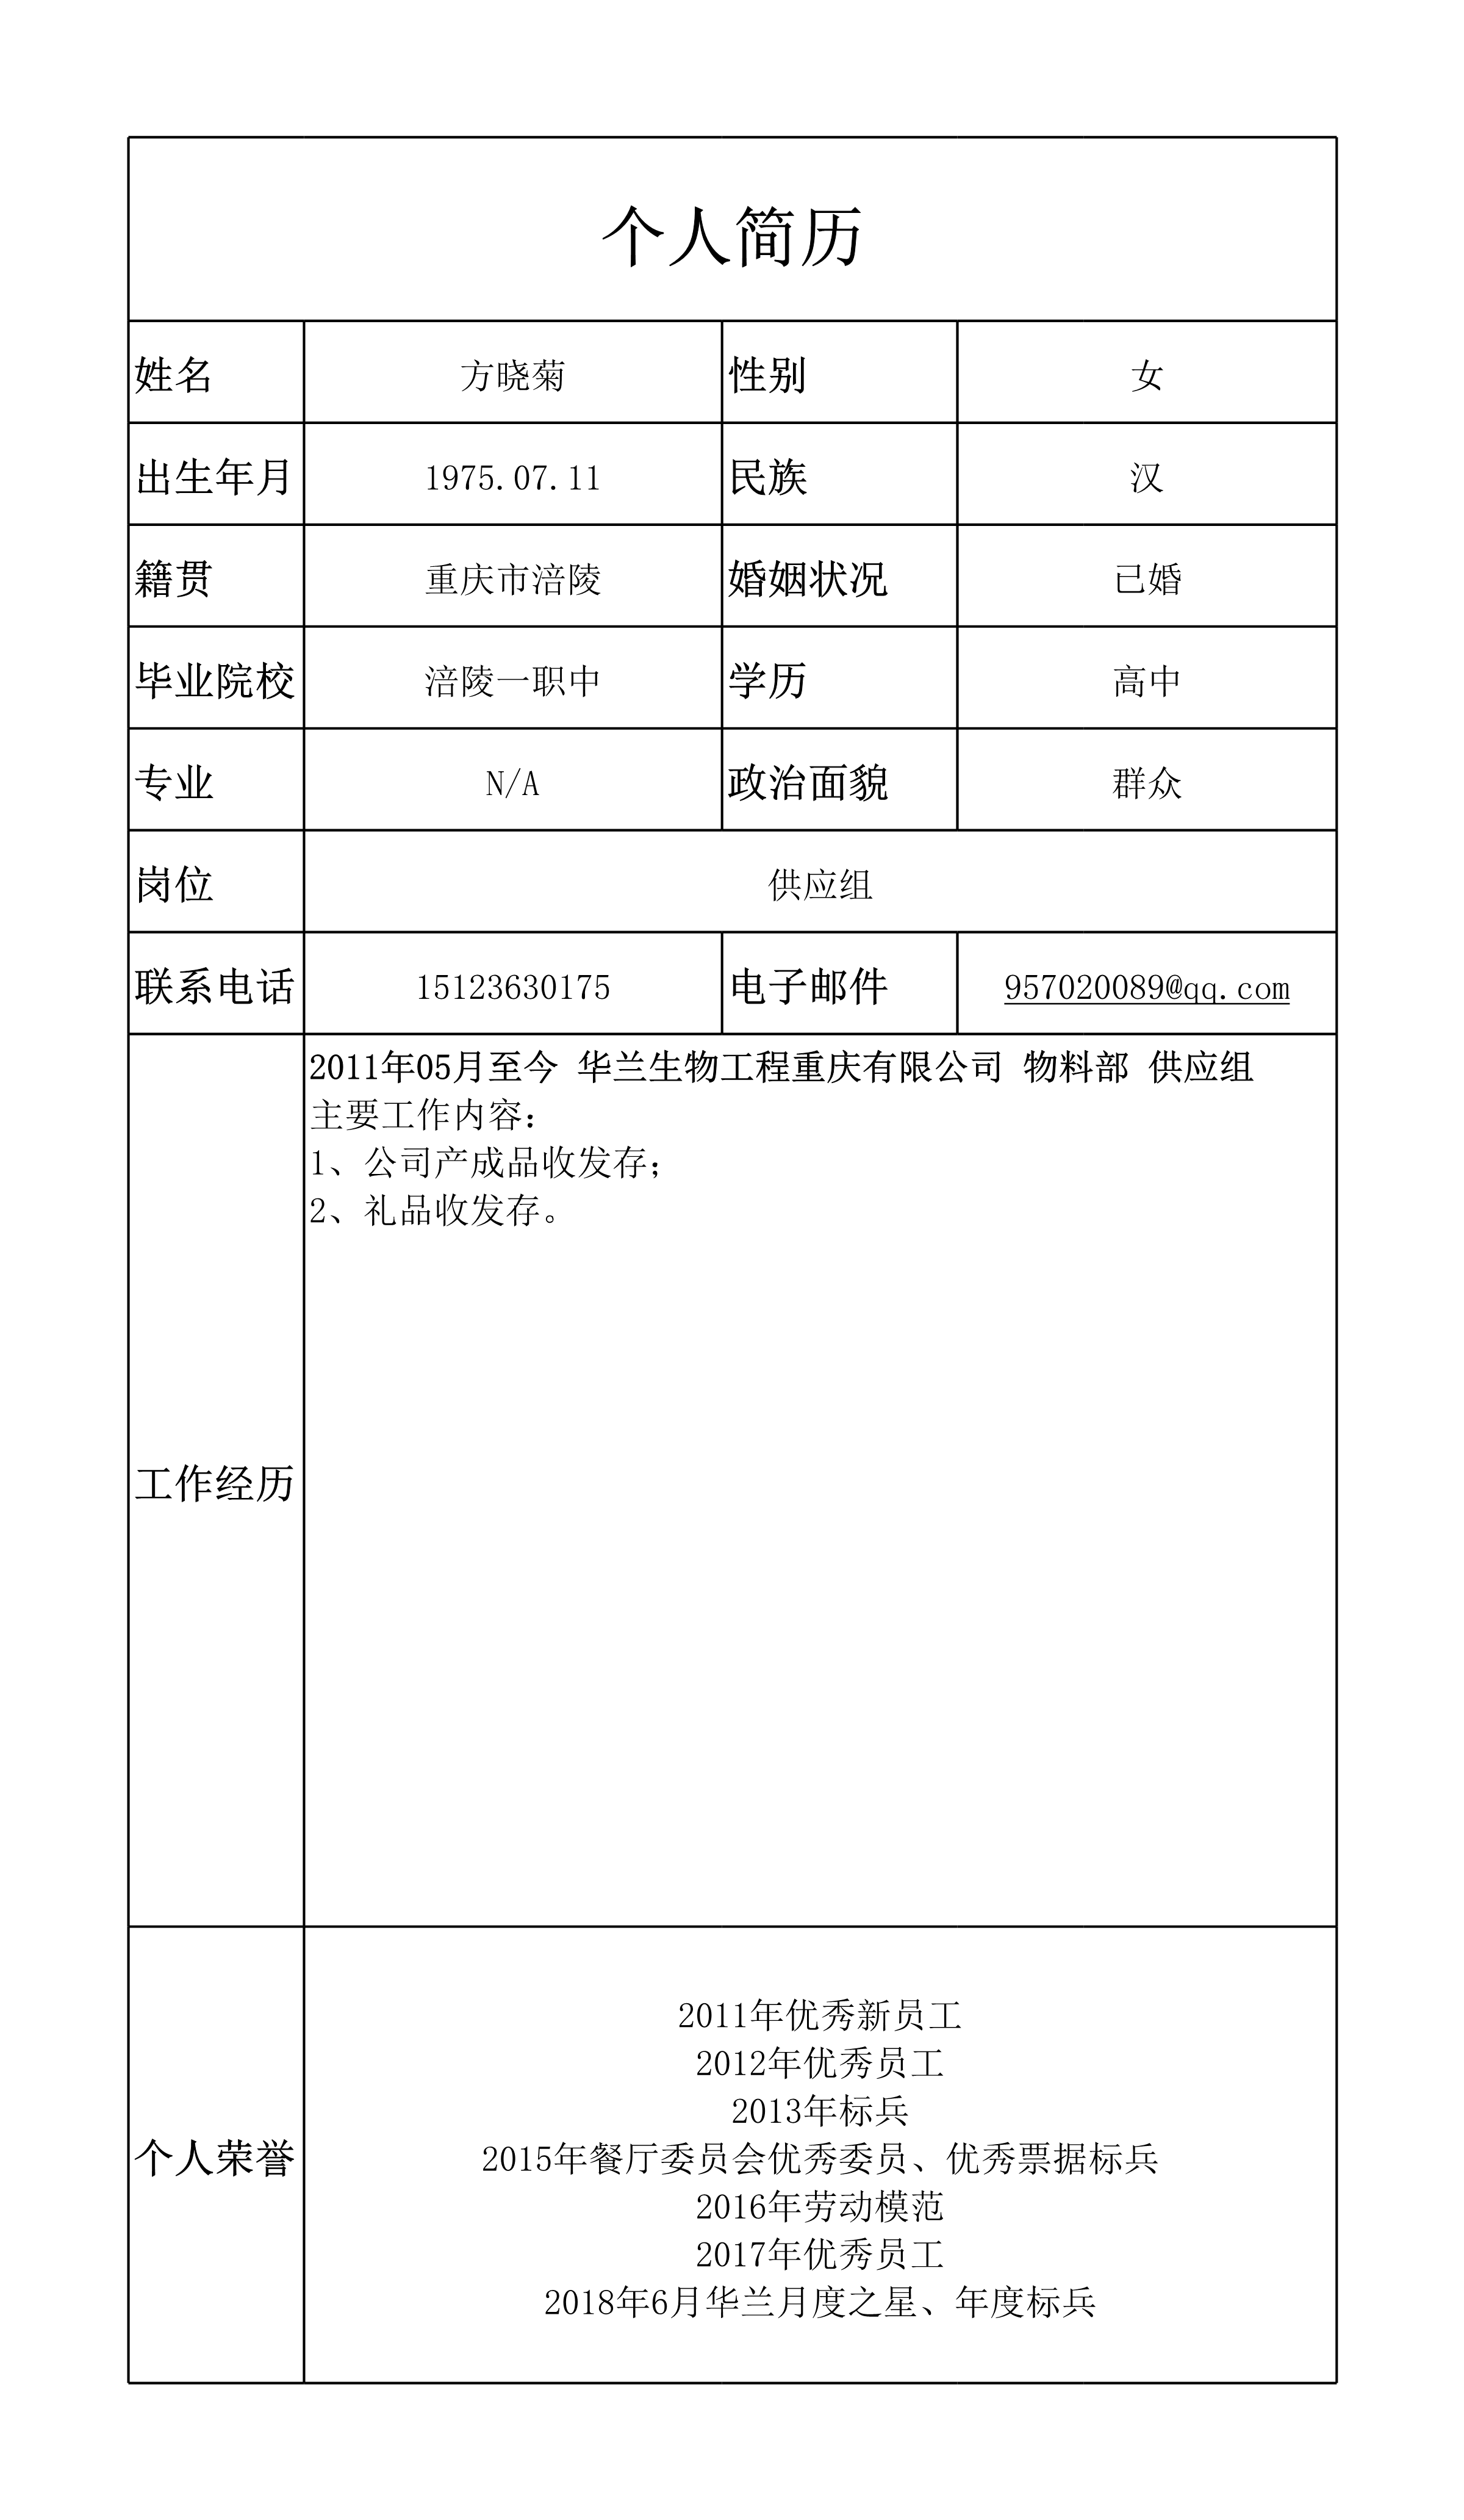 个人简历
姓名 方晓菊 性别 女
出生年月 1975.07.11 民族 汉
籍贯 重庆市涪陵 婚姻状况 已婚
毕业院校 涪陵一职中 学历 高中
专业 N/A 政治面貌 群众
岗位 供应组
联系电话 15123630175 电子邮件 957020089@qq.com
2011年05月至今 华兰生物工程重庆有限公司 物料部 供应组
主要工作内容：
1、公司产成品收发存；
2、礼品收发存。
工作经历
2011年优秀新员工
2012年优秀员工
2013年标兵
个人荣誉 2015年餐厅委员会优秀委员、优秀票据标兵
2016年劳动模范
2017年优秀员工
2018年6月华兰月度之星、年度标兵